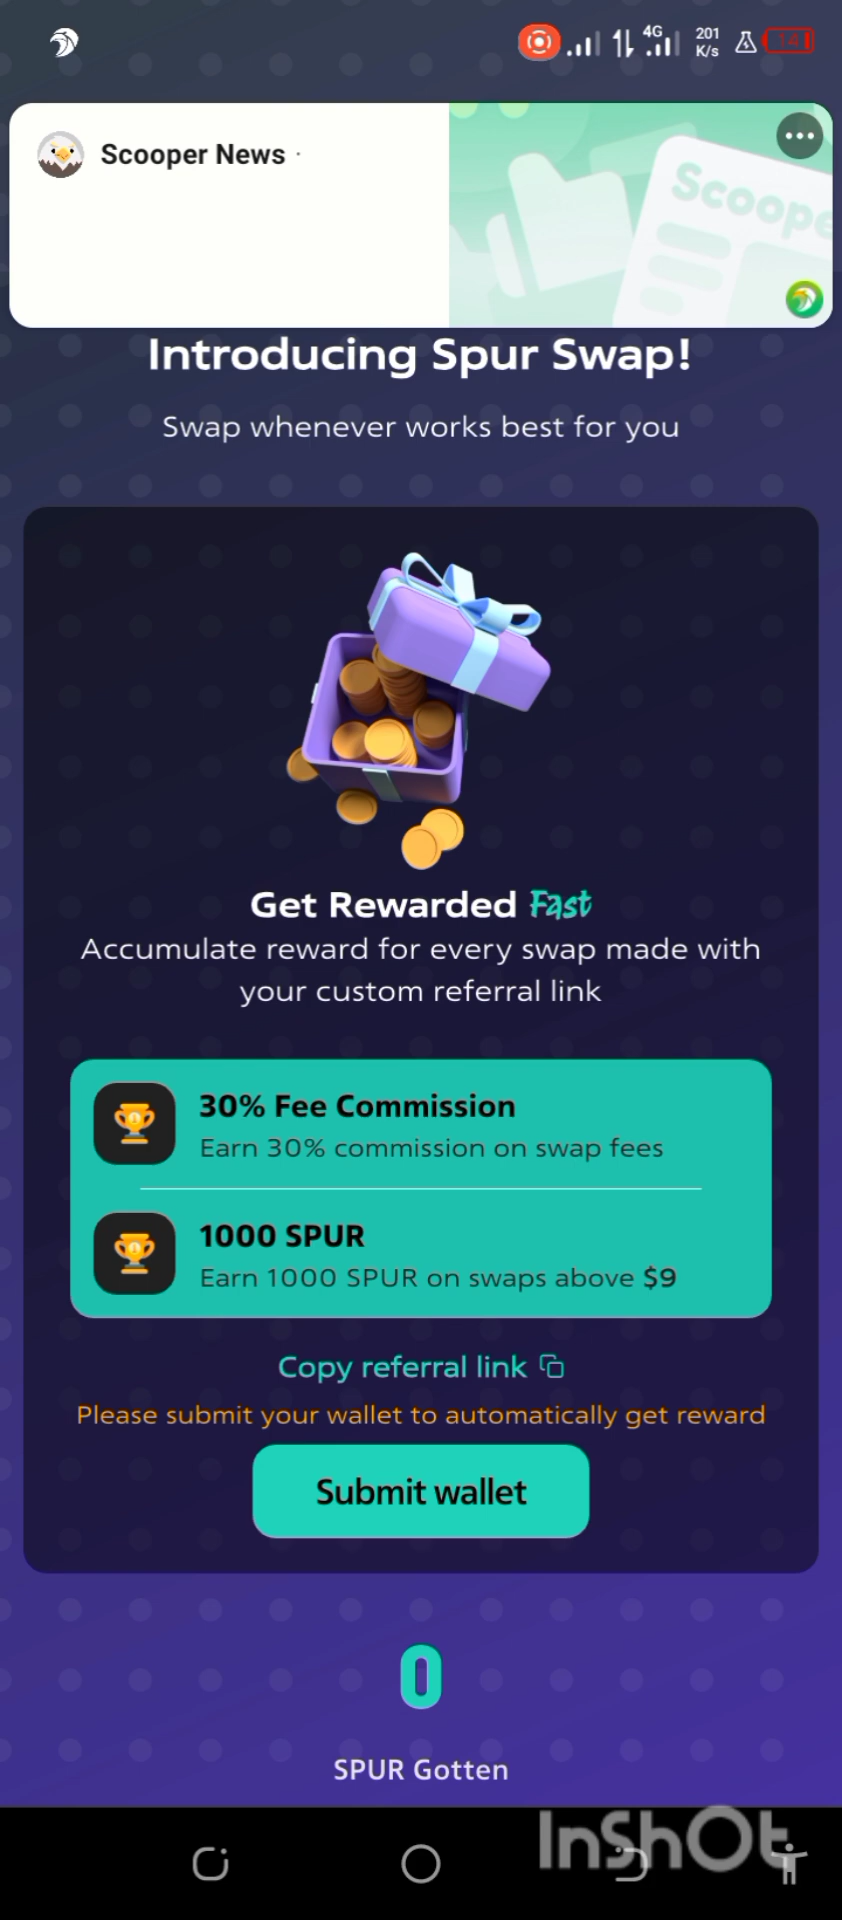 4G
201
K/s
14
Scooper News ·
Scoope
Introducing Spur Swap!
Swap whenever works best for you
Get Rewarded Fast
Accumulate reward for every swap made with
your custom referral link
30% Fee Commission
Earn 30% commission on swap fees
1000 SPUR
Earn 1000 SPUR on swaps above $9
Copy referral link
Please submit your wallet to automatically get reward
Submit wallet
0
SPUR Gotten
InShOt